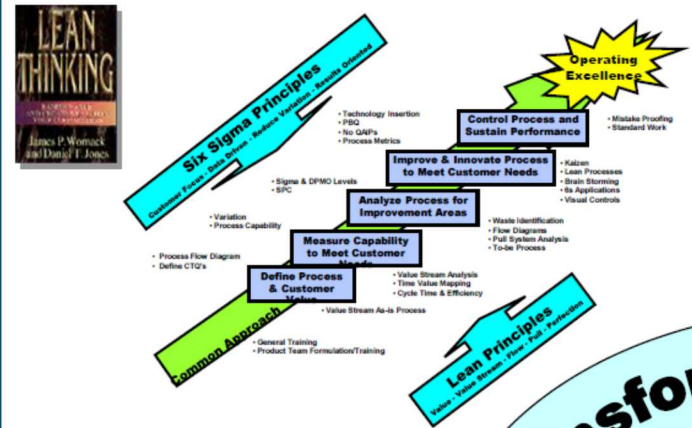 LEAN
THINKING
James P. Womack
and Daniel T. Jones
Six Sigma Principles
Customer Focus - Data Driven - Reduce Variation - Results Oriented
Operating
Excellence
• Technology Insertion
• PBQ
• No QAIPs
• Process Metrics
Control Process and
Sustain Performance
• Mistake Proofing
• Standard Work
• Sigma & DPMO Levels
• SPC
Improve & Innovate Process
to Meet Customer Needs
• Kaizen
• Lean Processes
• Brain Storming
• 6s Applications
• Visual Controls
• Variation
• Process Capability
Analyze Process for
Improvement Areas
• Waste Identification
• Flow Diagrams
• Pull System Analysis
• To-be Process
• Process Flow Diagram
• Define CTQ's
Measure Capability
to Meet Customer
Needs
• Value Stream Analysis
• Time Value Mapping
• Cycle Time & Efficiency
Define Process
& Customer
Value
• Value Stream As-is Process
Common Approach
• General Training
• Product Team Formulation/Training
Lean Principles
Value - Value Stream - Flow - Pull - Perfection
nsfor